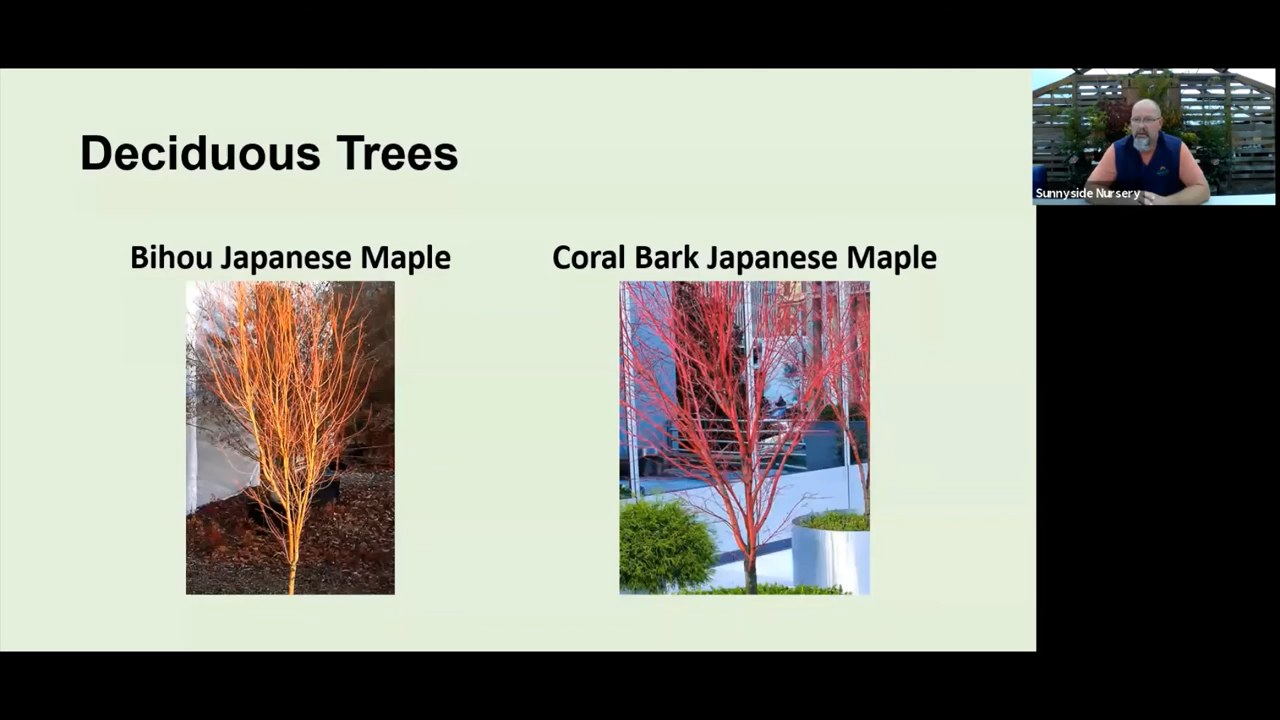 Deciduous Trees
Bihou Japanese Maple
Coral Bark Japanese Maple
Sunnyside Nursery